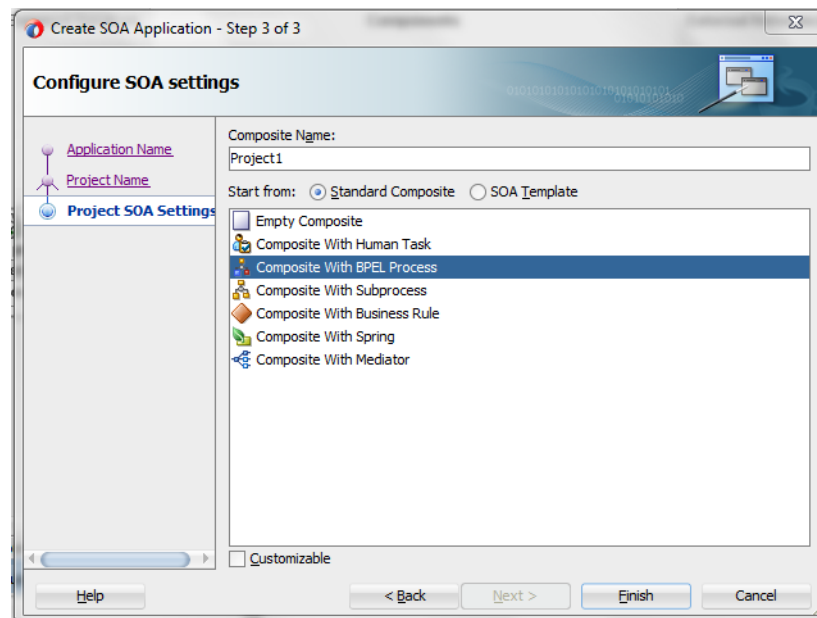 Create SOA Application - Step 3 of 3
Configure SOA settings
Application Name
Project Name
Project SOA Settings
Composite Name:
Project1
Start from: Standard Composite SOA Template
Empty Composite
Composite With Human Task
Composite With BPEL Process
Composite With Subprocess
Composite With Business Rule
Composite With Spring
Composite With Mediator
Customizable
Help < Back Next > Finish Cancel